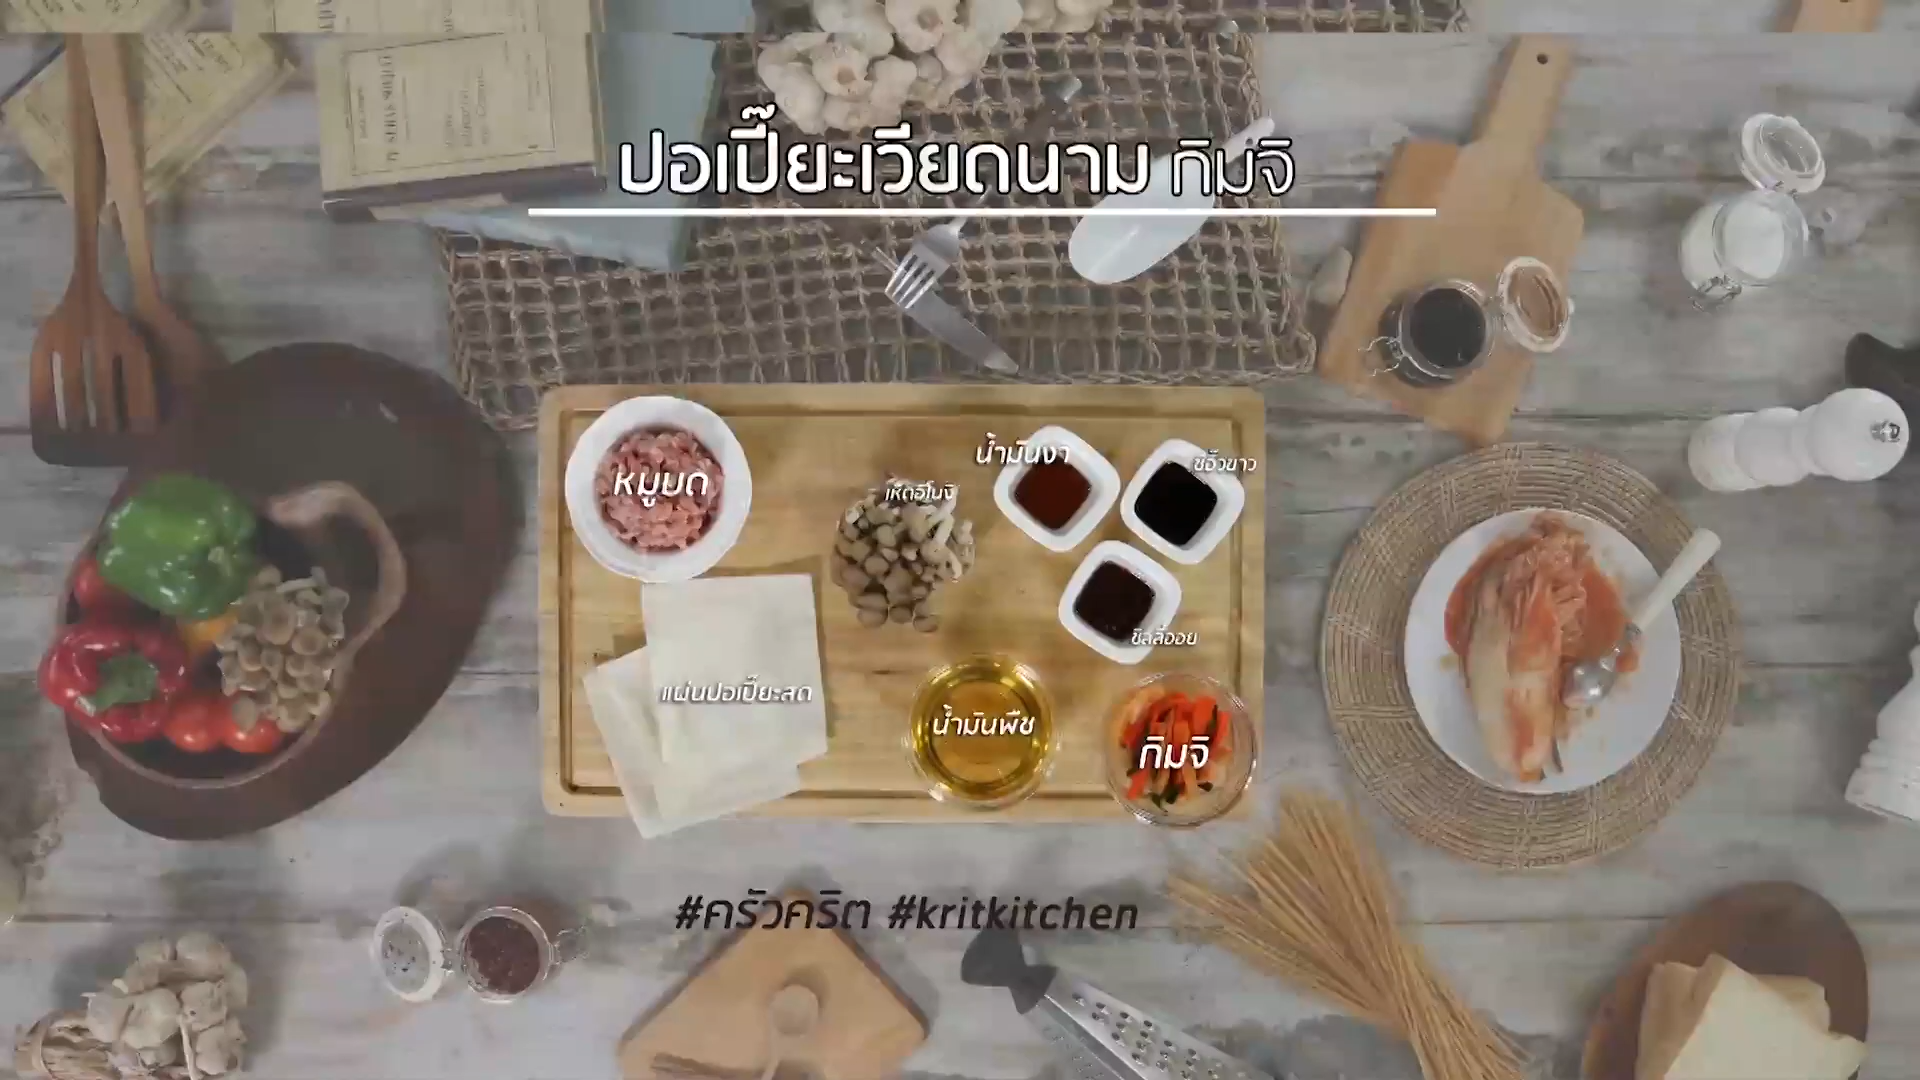 ปอเปี๊ยะเวียดนาม กิมจิ
หมูบด
เห็ดชิเมจิ
น้ำมันงา
ซีอิ๊วขาว
ชิลลี่ออย
แผ่นปอเปี๊ยะสด
น้ำมันพืช
กิมจิ
#ครัวคริต #kritkitchen